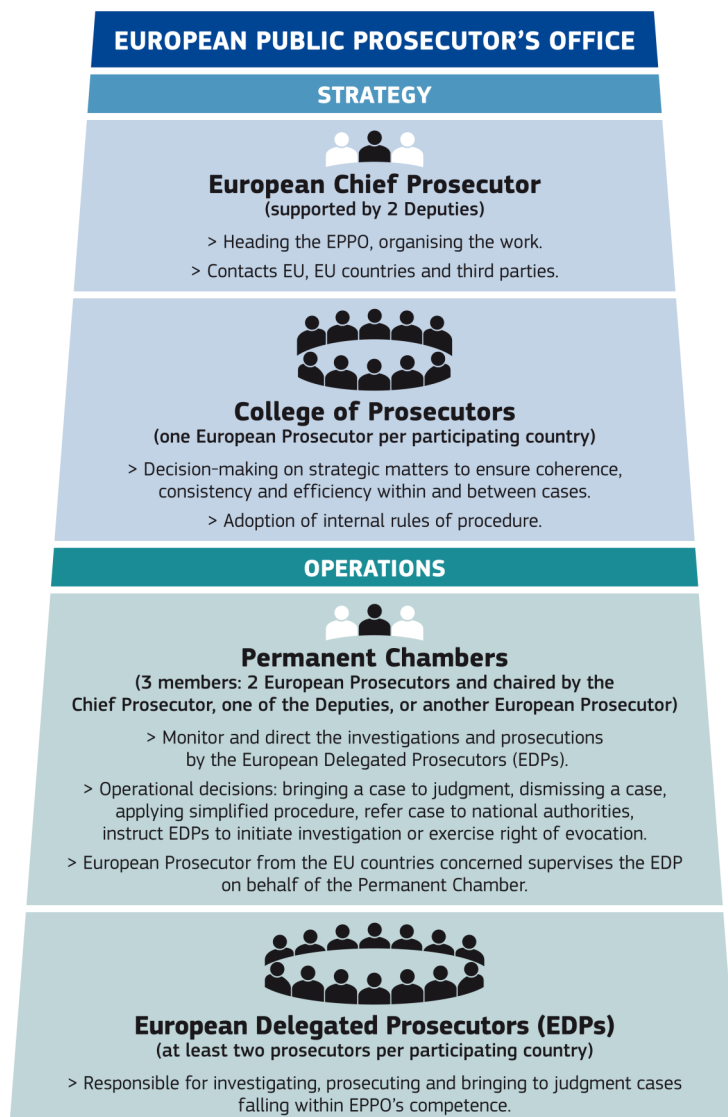 EUROPEAN PUBLIC PROSECUTOR'S OFFICE
STRATEGY
European Chief Prosecutor
(supported by 2 Deputies)
> Heading the EPPO, organising the work.
> Contacts EU, EU countries and third parties.
College of Prosecutors
(one European Prosecutor per participating country)
> Decision-making on strategic matters to ensure coherence,
consistency and efficiency within and between cases.
> Adoption of internal rules of procedure.
OPERATIONS
Permanent Chambers
(3 members: 2 European Prosecutors and chaired by the
Chief Prosecutor, one of the Deputies, or another European Prosecutor)
> Monitor and direct the investigations and prosecutions
by the European Delegated Prosecutors (EDPs).
> Operational decisions: bringing a case to judgment, dismissing a case,
applying simplified procedure, refer case to national authorities,
instruct EDPs to initiate investigation or exercise right of evocation.
> European Prosecutor from the EU countries concerned supervises the EDP
on behalf of the Permanent Chamber.
European Delegated Prosecutors (EDPs)
(at least two prosecutors per participating country)
> Responsible for investigating, prosecuting and bringing to judgment cases
falling within EPPO's competence.